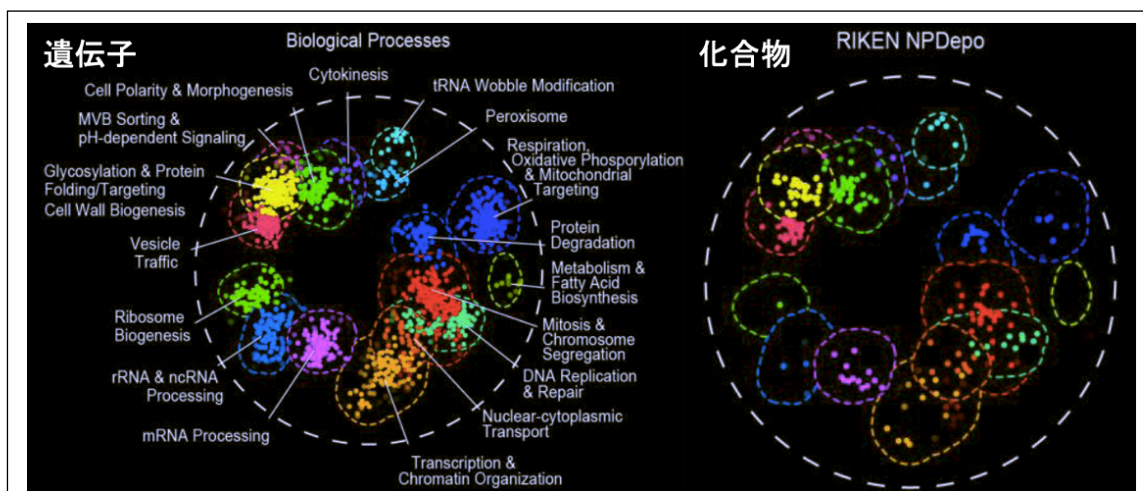 遺伝子
Biological Processes
Cytokinesis
Cell Polarity & Morphogenesis
tRNA Wobble Modification
MVB Sorting &
pH-dependent Signaling
Peroxisome
Respiration,
Oxidative Phosporylation
& Mitochondrial
Targeting
Glycosylation & Protein
Folding/Targeting
Cell Wall Biogenesis
Protein
Degradation
Vesicle
Traffic
Metabolism &
Fatty Acid
Biosynthesis
Ribosome
Biogenesis
Mitosis &
Chromosome
Segregation
rRNA & ncRNA
Processing
DNA Replication
& Repair
mRNA Processing
Nuclear-cytoplasmic
Transport
Transcription &
Chromatin Organization
化合物
RIKEN NPDepo